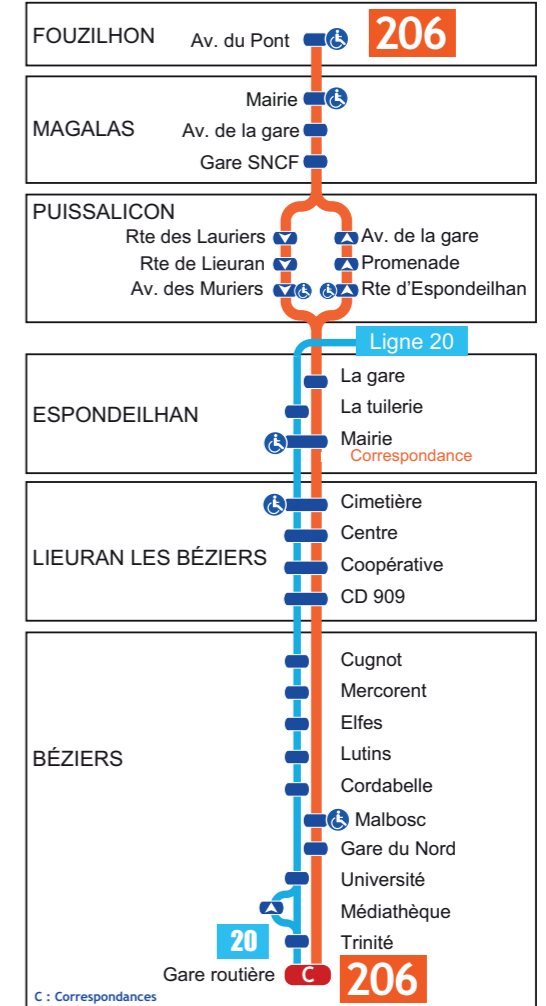 FOUZILHON
Av. du Pont
206
MAGALAS
Mairie
Av. de la gare
Gare SNCF
PUISSALICON
Rte des Lauriers
Av. de la gare
Rte de Lieuran
Promenade
Av. des Muriers
Rte d'Espondeilhan
Ligne 20
ESPONDEILHAN
La gare
La tuilerie
Mairie
Correspondance
LIEURAN LES BÉZIERS
Cimetière
Centre
Coopérative
CD 909
BÉZIERS
Cugnot
Mercorent
Elfes
Lutins
Cordabelle
Malbosc
Gare du Nord
Université
Médiathèque
20
Trinité
Gare routière
C
206
C : Correspondances